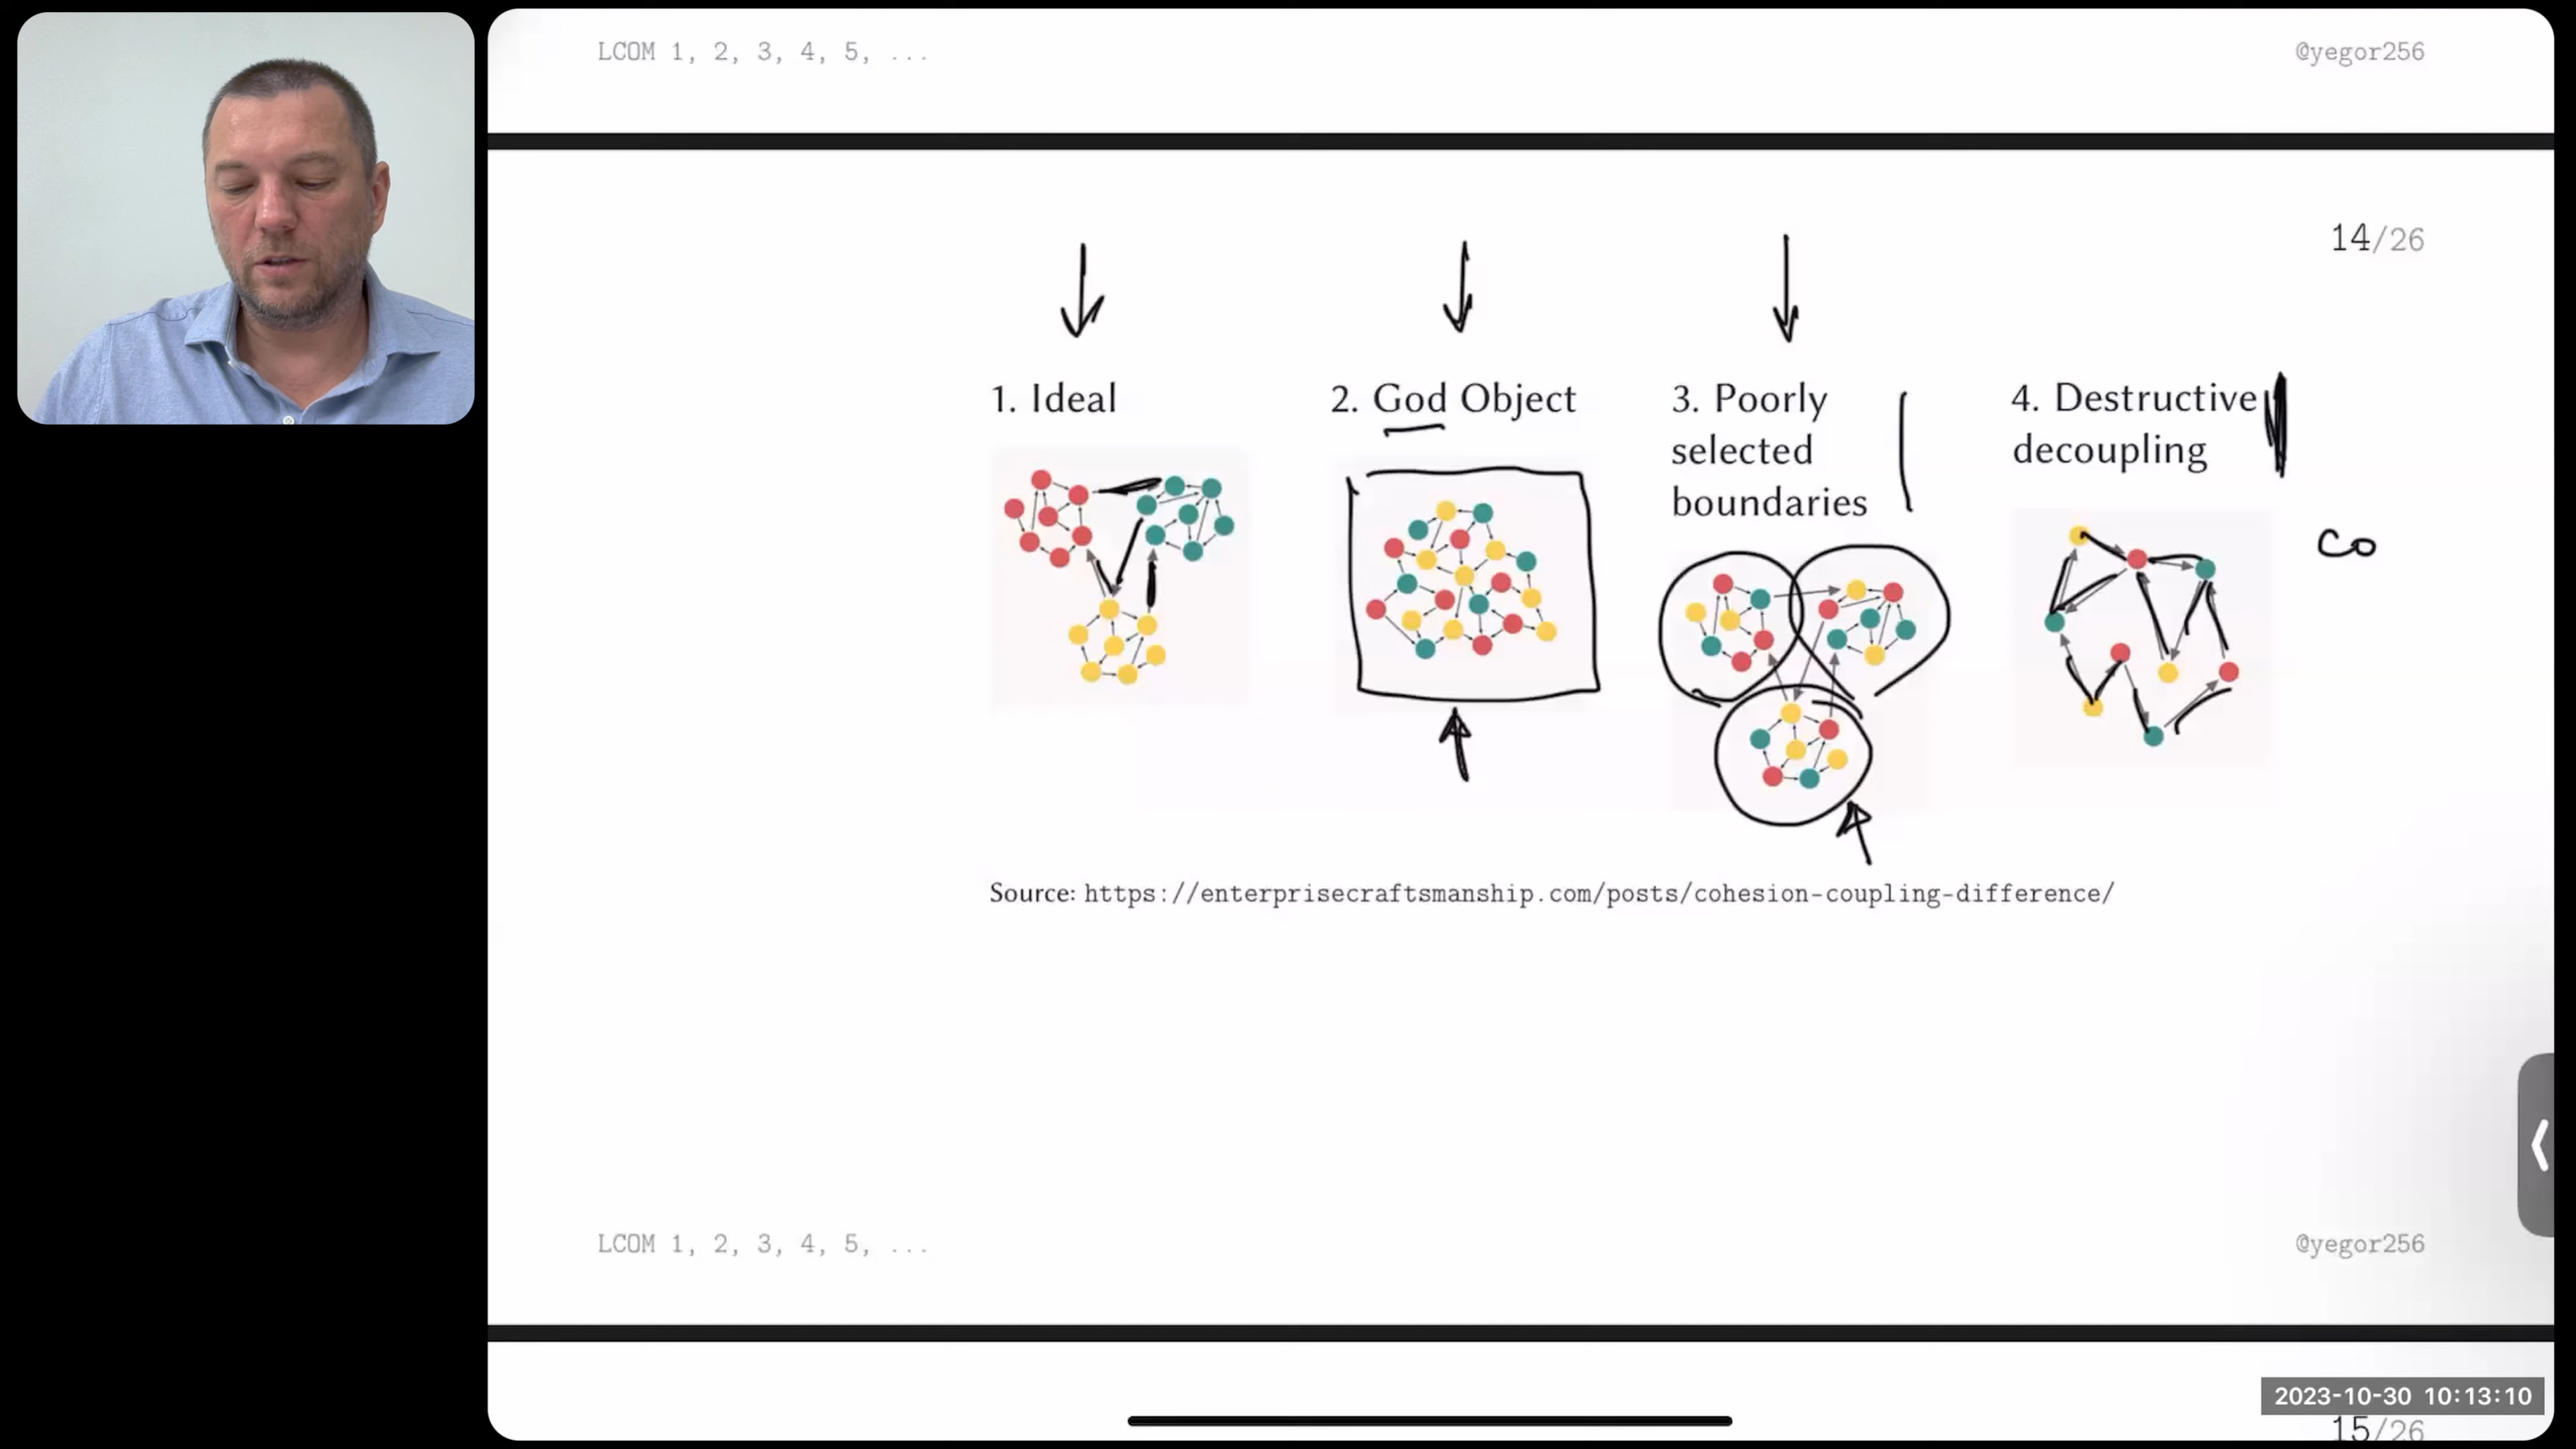 LCOM 1, 2, 3, 4, 5, ...
@yegor256
14/26
1. Ideal
2. God Object
3. Poorly
selected
boundaries
4. Destructive
decoupling
Co
Source: https://enterprisecraftsmanship.com/posts/cohesion-coupling-difference/
LCOM 1, 2, 3, 4, 5, ...
@yegor256
2023-10-30 10:13:10
15/26